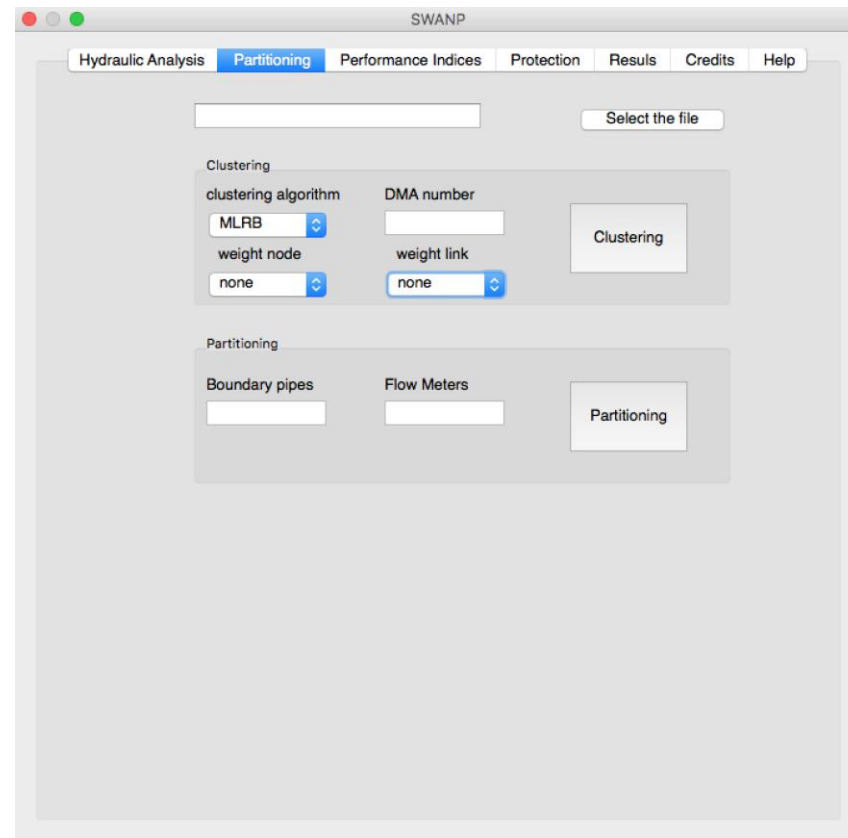 SWANP
Hydraulic Analysis Partitioning Performance Indices Protection Resuls Credits Help
Select the file
Clustering
clustering algorithm DMA number
MLRB
Clustering
weight node weight link
none none
Partitioning
Boundary pipes Flow Meters
Partitioning